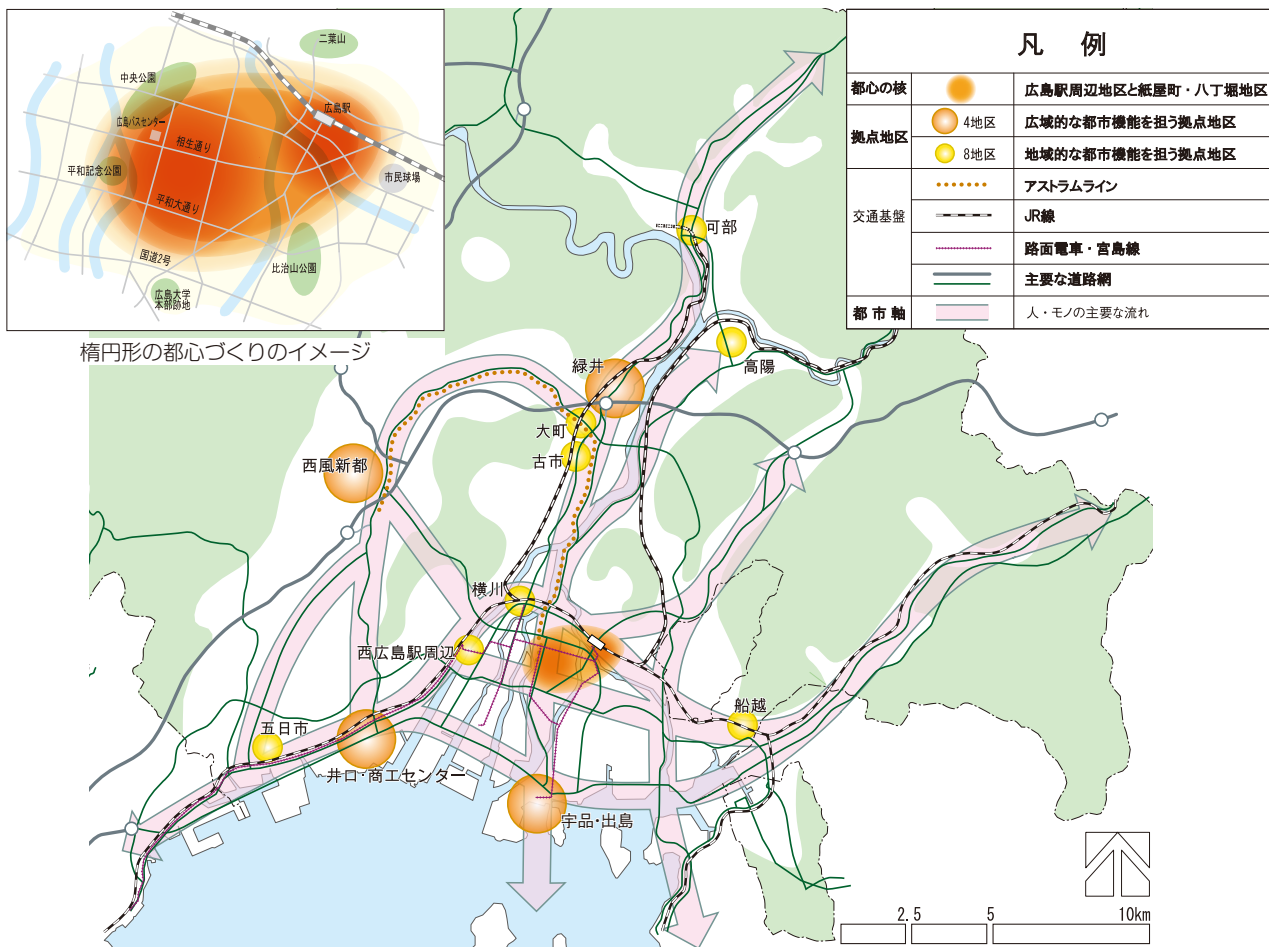 二葉山
中央公園
広島駅
広島バスセンター
相生通り
平和記念公園
市民球場
平和大通り
国道2号
比治山公園
広島大学
本部跡地
楕円形の都心づくりのイメージ
凡 例
都心の核
広島駅周辺地区と紙屋町・八丁堀地区
拠点地区
4地区
広域的な都市機能を担う拠点地区
8地区
地域的な都市機能を担う拠点地区
交通基盤
アストラムライン
JR線
路面電車・宮島線
主要な道路網
都市軸
人・モノの主要な流れ
可部
高陽
緑井
大町
古市
西風新都
横川
西広島駅周辺
船越
五日市
井口・商工センター
宇品・出島
2.5
5
10km